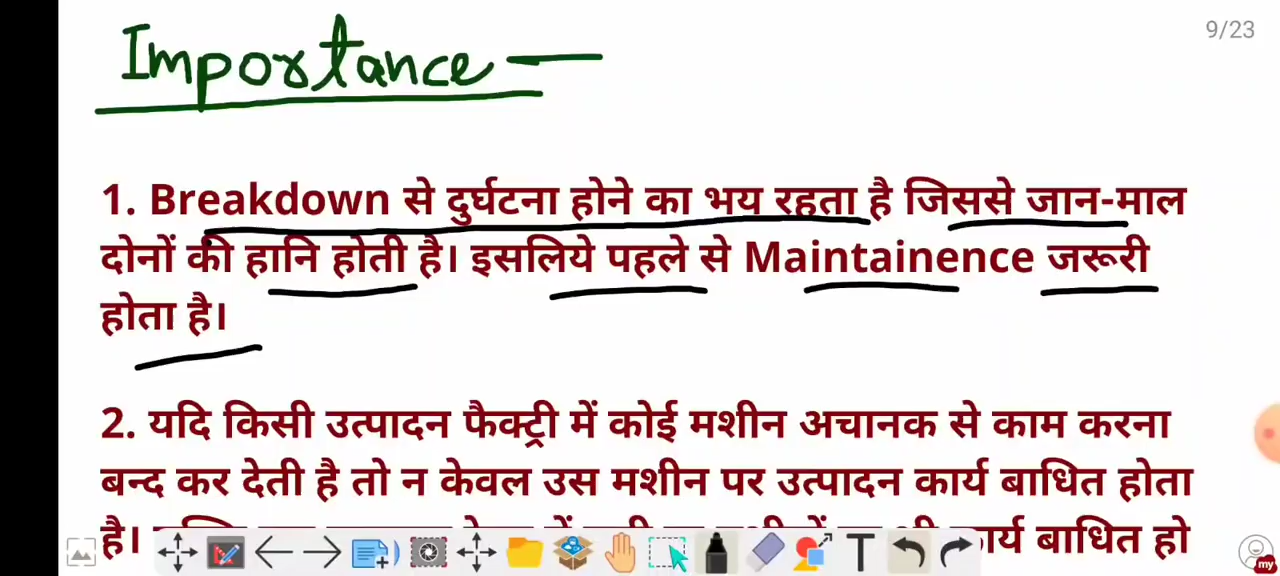 Importance —
9/23
1. Breakdown से दुर्घटना होने का भय रहता है जिससे जान-माल
दोनों की हानि होती है। इसलिये पहले से Maintainence जरूरी
होता है।
2. यदि किसी उत्पादन फैक्ट्री में कोई मशीन अचानक से काम करना
बन्द कर देती है तो न केवल उस मशीन पर उत्पादन कार्य बाधित होता
है। बाधित हो
T
my